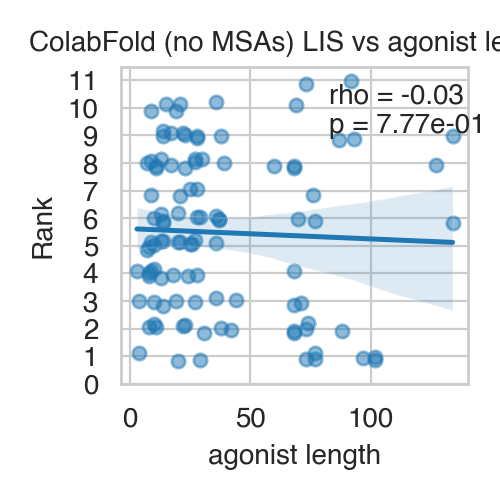 ColabFold (no MSAs) LIS vs agonist le
rho = -0.03
p = 7.77e-01
11
10
9
8
7
6
5
4
3
2
1
0
Rank
0 50 100
agonist length